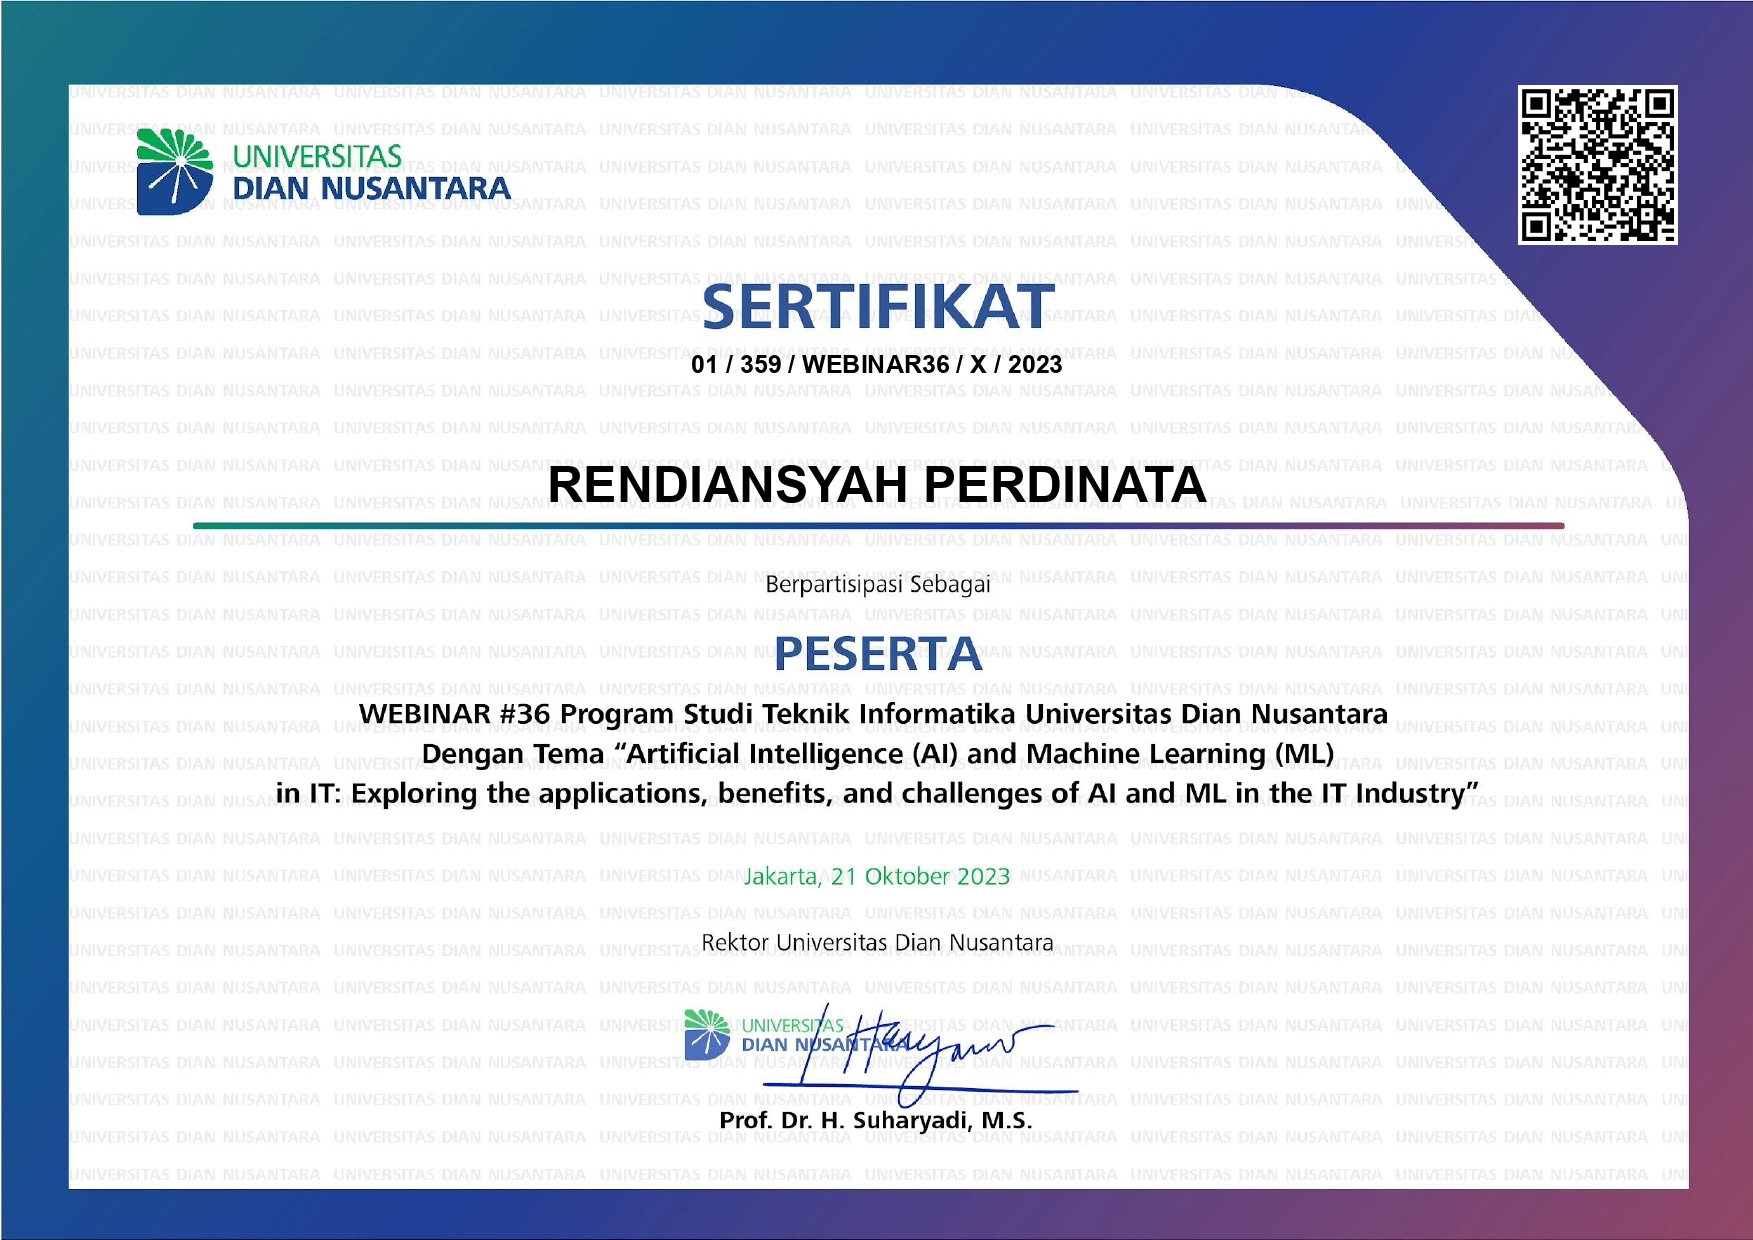 UNIVERSITAS
DIAN NUSANTARA
SERTIFIKAT
01 / 359 / WEBINAR36 / X / 2023
RENDIANSYAH PERDINATA
Berpartisipasi Sebagai
PESERTA
WEBINAR #36 Program Studi Teknik Informatika Universitas Dian Nusantara
Dengan Tema “Artificial Intelligence (AI) and Machine Learning (ML)
in IT: Exploring the applications, benefits, and challenges of AI and ML in the IT Industry”
Jakarta, 21 Oktober 2023
Rektor Universitas Dian Nusantara
UNIVERSITAS
DIAN NUSANTARA
Prof. Dr. H. Suharyadi, M.S.